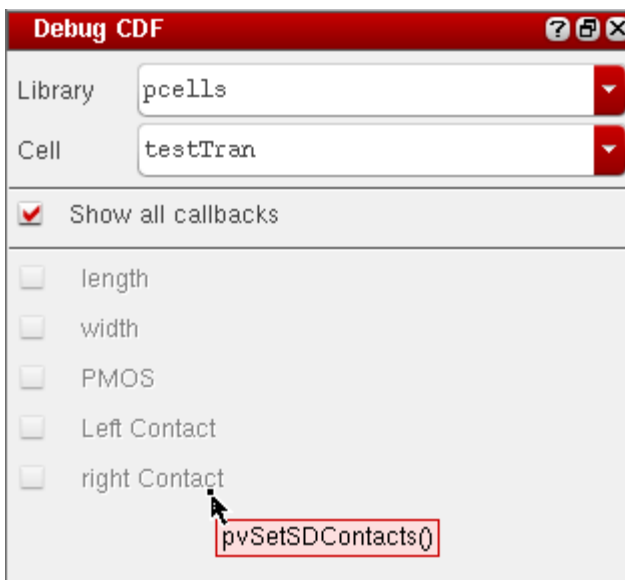 Debug CDF
Library pcells
Cell testTran
Show all callbacks
length
width
PMOS
Left Contact
right Contact
pvSetSDContacts()